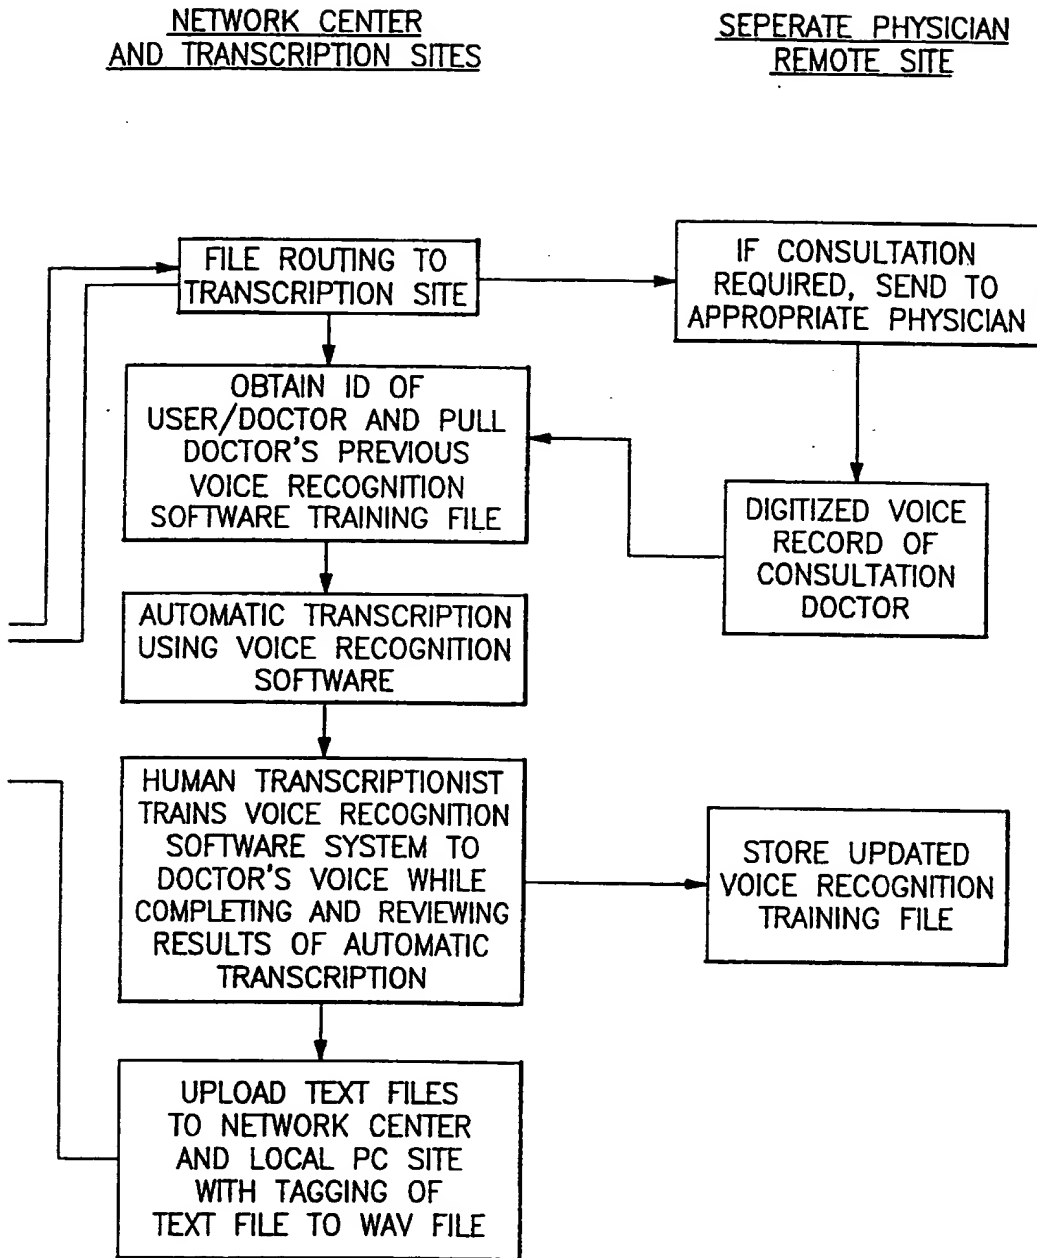 NETWORK CENTER
AND TRANSCRIPTION SITES
SEPERATE PHYSICIAN
REMOTE SITE
FILE ROUTING TO
TRANSCRIPTION SITE
IF CONSULTATION
REQUIRED, SEND TO
APPROPRIATE PHYSICIAN
OBTAIN ID OF
USER/DOCTOR AND PULL
DOCTOR'S PREVIOUS
VOICE RECOGNITION
SOFTWARE TRAINING FILE
DIGITIZED VOICE
RECORD OF
CONSULTATION
DOCTOR
AUTOMATIC TRANSCRIPTION
USING VOICE RECOGNITION
SOFTWARE
HUMAN TRANSCRIPTIONIST
TRAINS VOICE RECOGNITION
SOFTWARE SYSTEM TO
DOCTOR'S VOICE WHILE
COMPLETING AND REVIEWING
RESULTS OF AUTOMATIC
TRANSCRIPTION
STORE UPDATED
VOICE RECOGNITION
TRAINING FILE
UPLOAD TEXT FILES
TO NETWORK CENTER
AND LOCAL PC SITE
WITH TAGGING OF
TEXT FILE TO WAV FILE